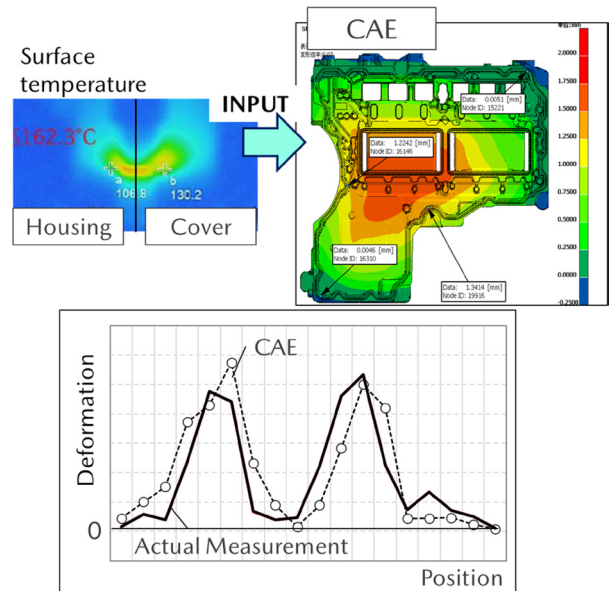 CAE
Surface
temperature
INPUT
162.3°C
a
b
106.8
130.2
Housing
Cover
2.0000
1.7500
1.5000
1.2500
1.0000
0.7500
0.5000
0.2500
0.0000
-0.2500
Data: 0.0051 [mm]
Node ID: 15221
Data: 1.2242 [mm]
Node ID: 16146
Data: 0.0046 [mm]
Node ID: 16310
Data: 1.3414 [mm]
Node ID: 19916
CAE
Deformation
0
Actual Measurement
Position